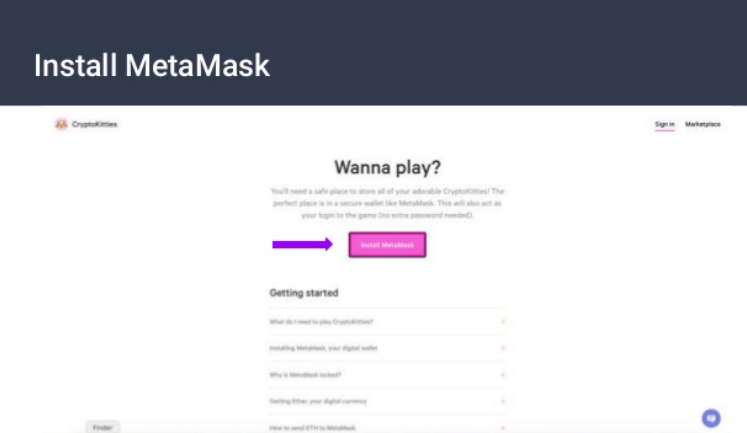 Install MetaMask
CryptoKitties
Sign in
Marketplace
Wanna play?
You'll need a safe place to store all of your adorable CryptoKitties! The
perfect place is in a secure wallet like MetaMask. This will also act as
your login to the game (no extra password needed).
Install MetaMask
Getting started
What do I need to play CryptoKitties?
Installing MetaMask, your digital wallet
Why is MetaMask locked?
Getting Ether, your digital currency
How to send ETH to MetaMask
Finder